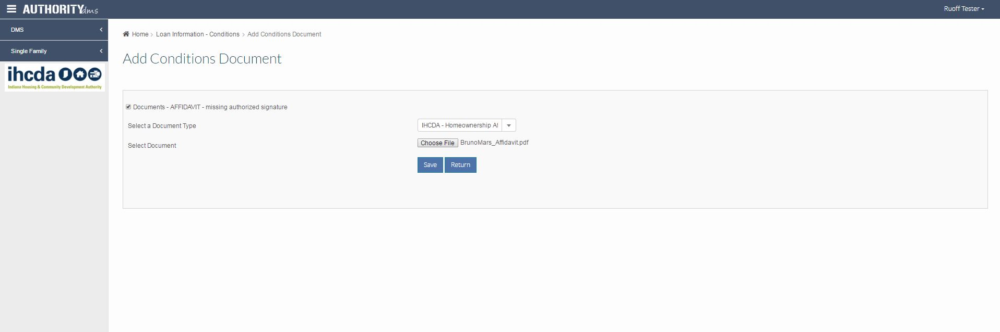 AUTHORITYdms
Ruoff Tester
DMS
Single Family
ihcda
Indiana Housing & Community Development Authority
Home > Loan Information - Conditions > Add Conditions Document
Add Conditions Document
Documents - AFFIDAVIT - missing authorized signature
Select a Document Type IHCDA - Homeownership Af
Select Document Choose File BrunoMars_Affidavit.pdf
Save Return